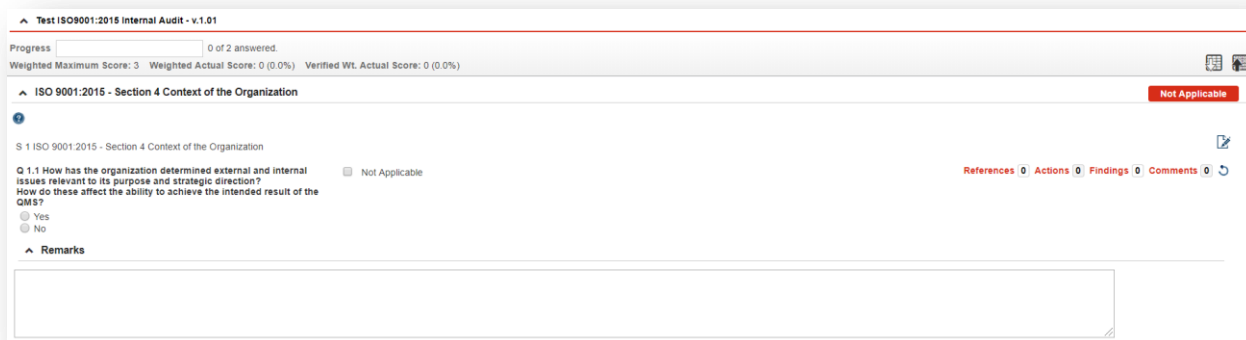 Test ISO9001:2015 Internal Audit - v.1.01
Progress 0 of 2 answered.
Weighted Maximum Score: 3 Weighted Actual Score: 0 (0.0%) Verified Wt. Actual Score: 0 (0.0%)
ISO 9001:2015 - Section 4 Context of the Organization Not Applicable
?
S 1 ISO 9001:2015 - Section 4 Context of the Organization
Q 1.1 How has the organization determined external and internal Not Applicable References 0 Actions 0 Findings 0 Comments 0
issues relevant to its purpose and strategic direction?
How do these affect the ability to achieve the intended result of the
QMS?
Yes
No
Remarks